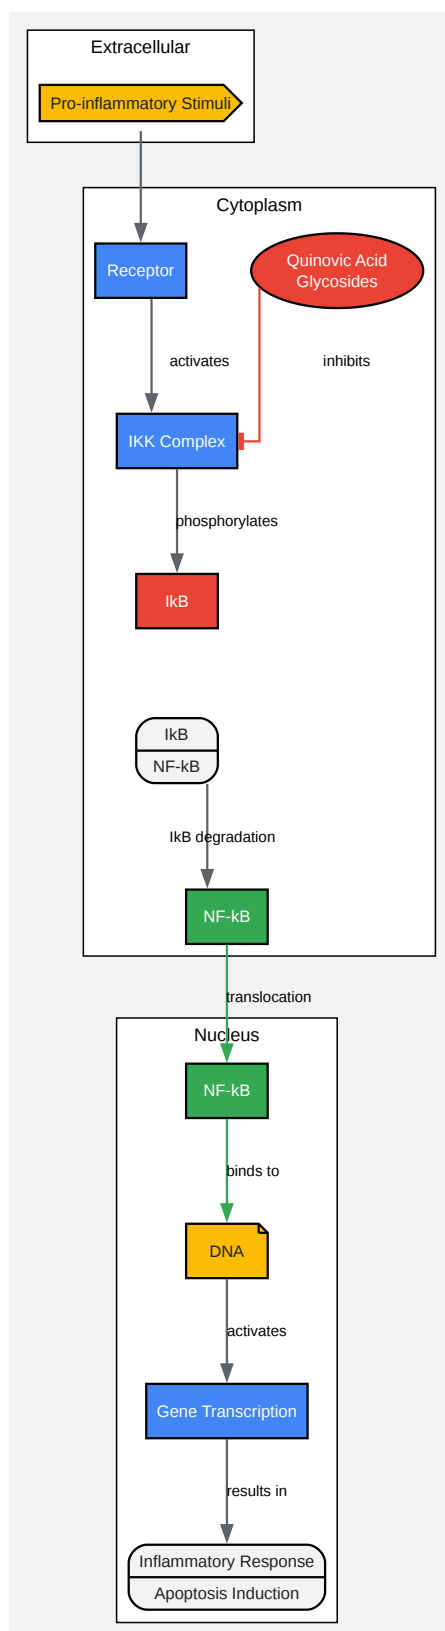 Extracellular
Pro-inflammatory Stimuli
Cytoplasm
Receptor
Quinovic Acid
Glycosides
activates
inhibits
IKK Complex
phosphorylates
IkB
IkB
NF-kB
IkB degradation
NF-kB
translocation
Nucleus
NF-kB
binds to
DNA
activates
Gene Transcription
results in
Inflammatory Response
Apoptosis Induction